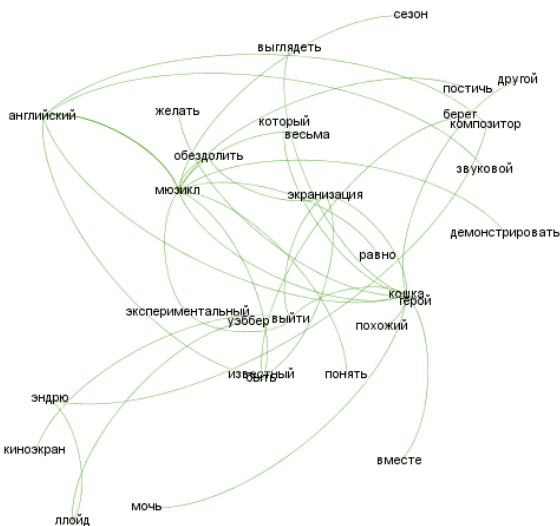 сезон
выглядеть
другой
постичь
английский
желать
берет
который
композитор
весьма
обездолить
звуковой
мюзикл
экранизация
демонстрировать
равно
кошка
герой
экспериментальный
уэббер
выйти
похожий
известный
быть
понять
эндрю
киноэкран
вместе
мочь
ллойд